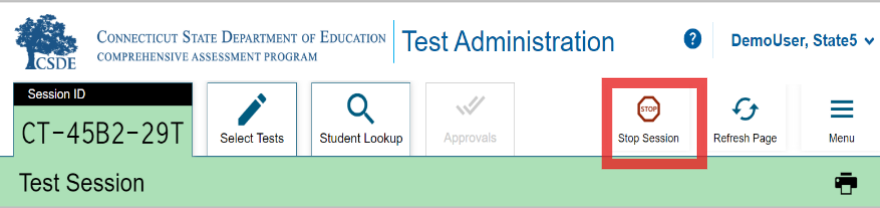 CONNECTICUT STATE DEPARTMENT OF EDUCATION
COMPREHENSIVE ASSESSMENT PROGRAM
CSDE
Test Administration
?
DemoUser, State5
Session ID
CT-45B2-29T
Select Tests
Student Lookup
Approvals
STOP
Stop Session
Refresh Page
Menu
Test Session